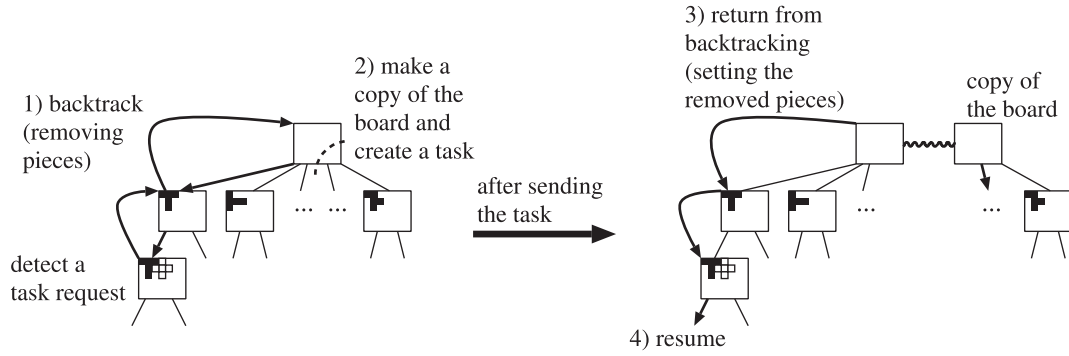 1) backtrack
(removing
pieces)
2) make a
copy of the
board and
create a task
... ...
detect a
task request
after sending
the task
3) return from
backtracking
(setting the
removed pieces)
copy of
the board
... ...
4) resume